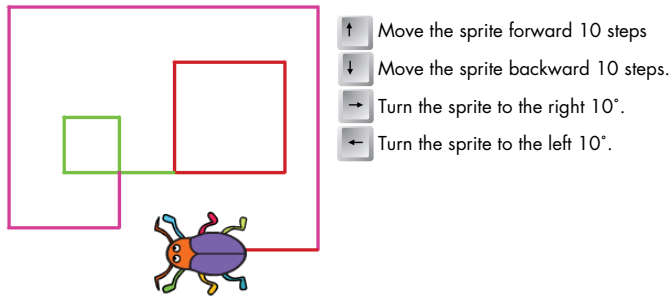 ↑ Move the sprite forward 10 steps
↓ Move the sprite backward 10 steps.
→ Turn the sprite to the right 10˚.
← Turn the sprite to the left 10˚.